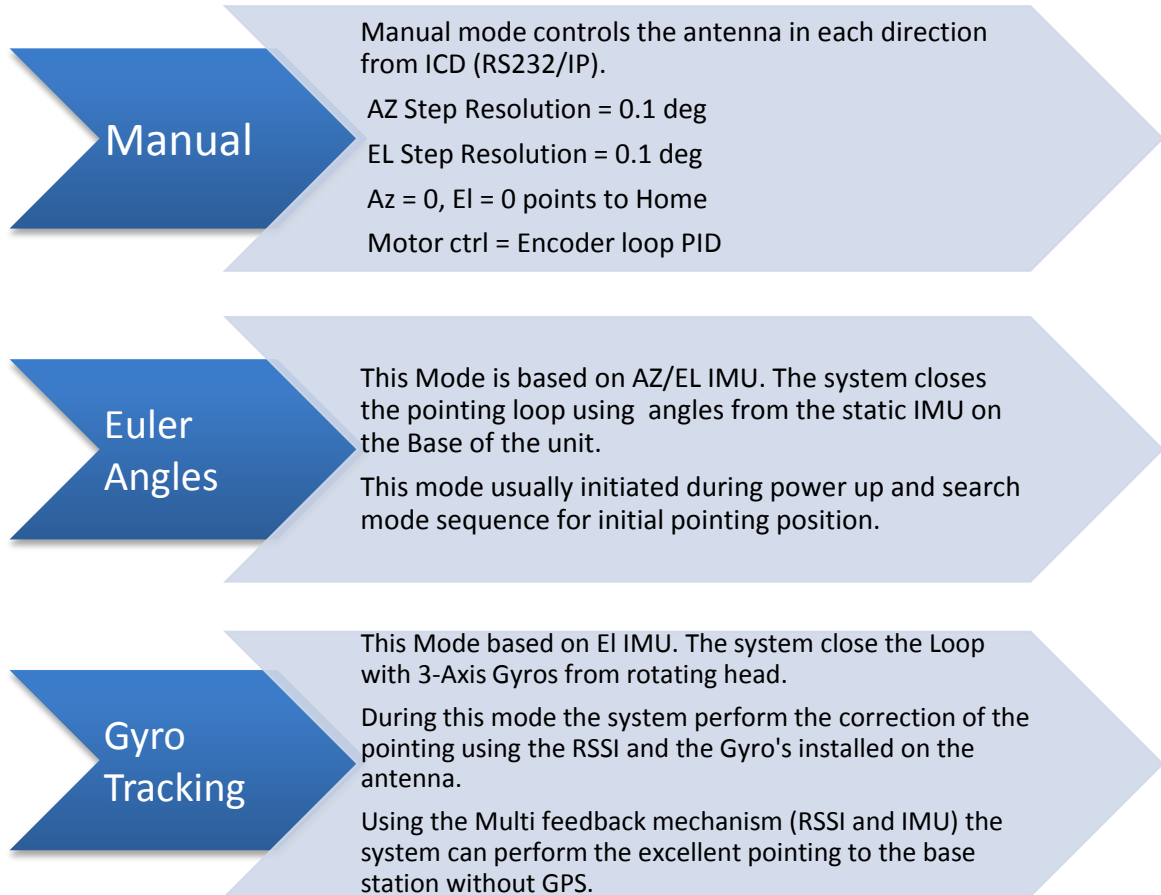 Manual
Manual mode controls the antenna in each direction
from ICD (RS232/IP).
AZ Step Resolution = 0.1 deg
EL Step Resolution = 0.1 deg
Az = 0, El = 0 points to Home
Motor ctrl = Encoder loop PID
Euler
Angles
This Mode is based on AZ/EL IMU. The system closes
the pointing loop using  angles from the static IMU on
the Base of the unit.
This mode usually initiated during power up and search
mode sequence for initial pointing position.
Gyro
Tracking
This Mode based on El IMU. The system close the Loop
with 3-Axis Gyros from rotating head.
During this mode the system perform the correction of the
pointing using the RSSI and the Gyro's installed on the
antenna.
Using the Multi feedback mechanism (RSSI and IMU) the
system can perform the excellent pointing to the base
station without GPS.